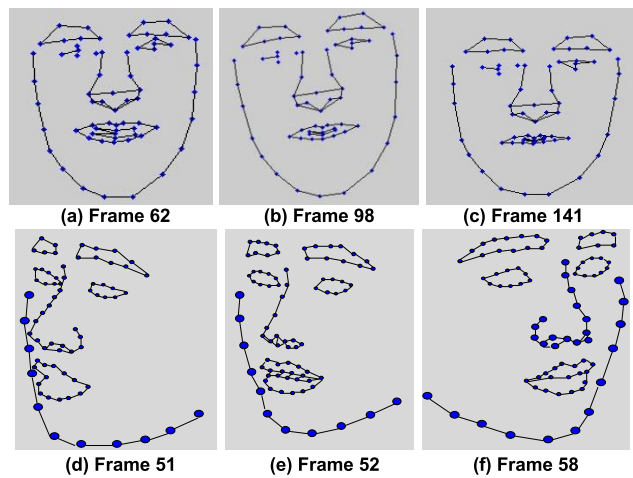 (a) Frame 62
(b) Frame 98
(c) Frame 141
(d) Frame 51
(e) Frame 52
(f) Frame 58